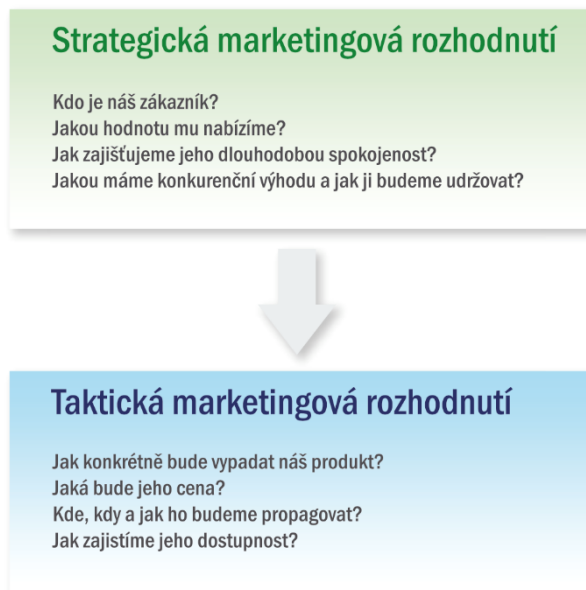 Strategická marketingová rozhodnutí
Kdo je náš zákazník?
Jakou hodnotu mu nabízíme?
Jak zajišťujeme jeho dlouhodobou spokojenost?
Jakou máme konkurenční výhodu a jak ji budeme udržovat?
Taktická marketingová rozhodnutí
Jak konkrétně bude vypadat náš produkt?
Jaká bude jeho cena?
Kde, kdy a jak ho budeme propagovat?
Jak zajistíme jeho dostupnost?